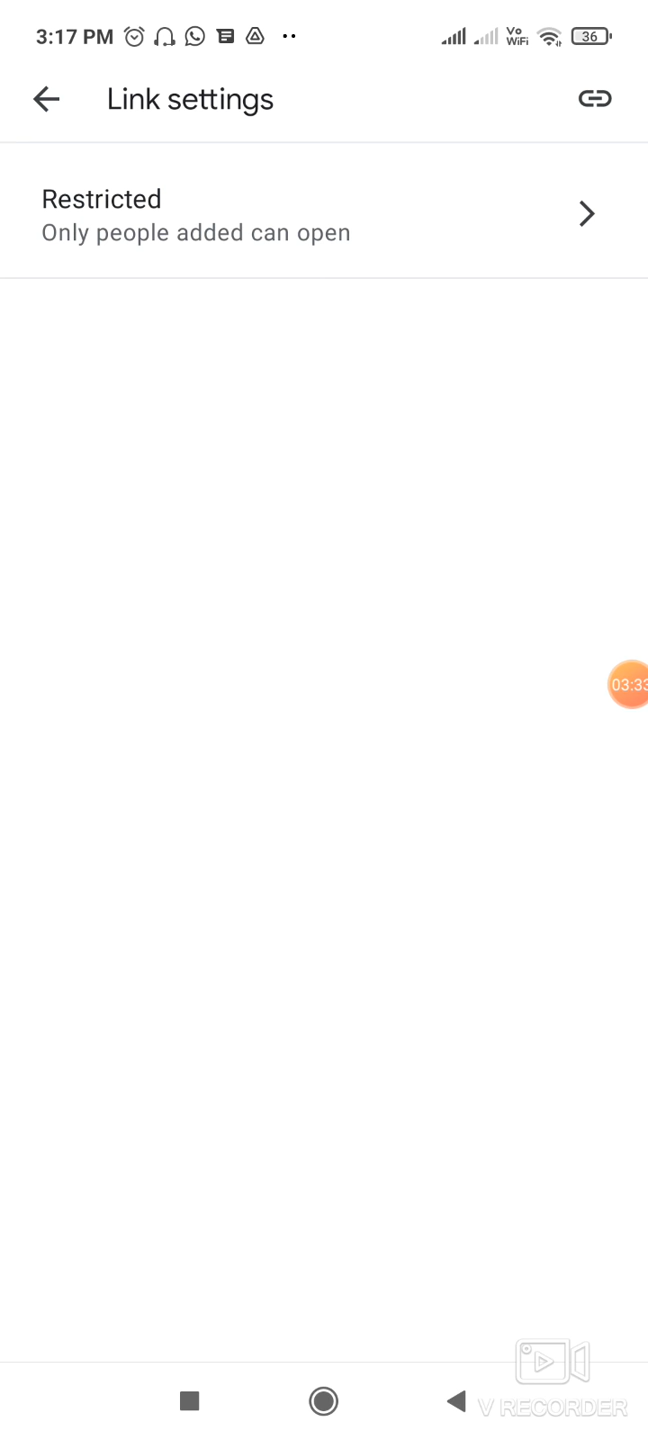 3:17 PM
Vo
WiFi
36
Link settings
Restricted
Only people added can open
03:33
V RECORDER